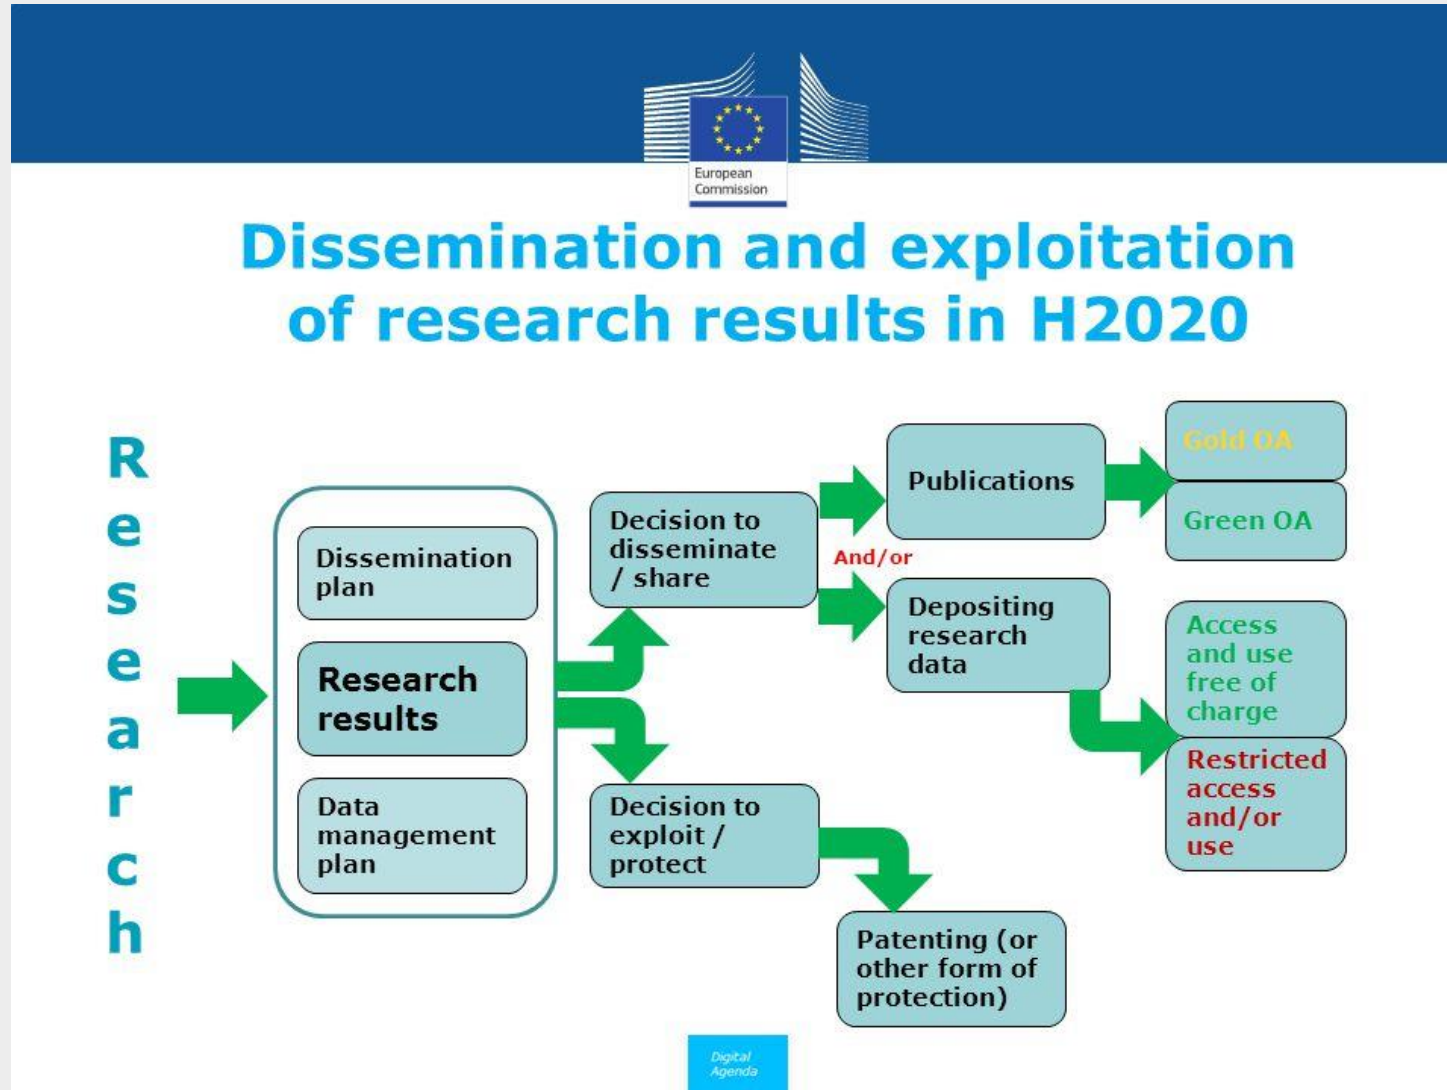 European
Commission
Dissemination and exploitation
of research results in H2020
Research
Dissemination
plan
Research
results
Data
management
plan
Decision to
disseminate
/ share
And/or
Decision to
exploit /
protect
Publications
Depositing
research
data
Patenting (or
other form of
protection)
Gold OA
Green OA
Access
and use
free of
charge
Restricted
access
and/or
use
Digital
Agenda